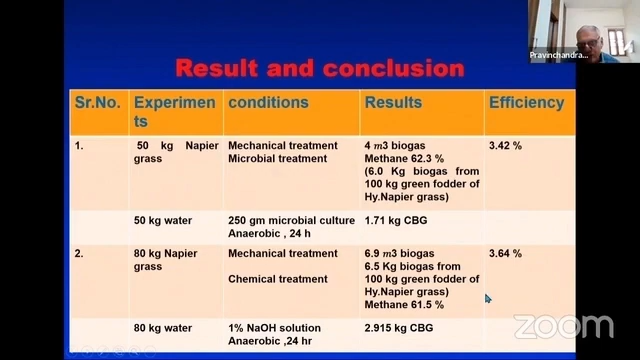 Pravinchandra...
Result and conclusion
Sr.No. Experimen conditions Results Efficiency
ts
1. 50 kg Napier Mechanical treatment 4 m3 biogas 3.42 %
grass Microbial treatment Methane 62.3 %
(6.0 Kg biogas from
100 kg green fodder of
Hy.Napier grass)
50 kg water 250 gm microbial culture 1.71 kg CBG
Anaerobic , 24 h
2. 80 kg Napier Mechanical treatment 6.9 m3 biogas 3.64 %
grass 6.5 Kg biogas from
Chemical treatment 100 kg green fodder of
Hy.Napier grass)
Methane 61.5 %
80 kg water 1% NaOH solution 2.915 kg CBG
Anaerobic ,24 hr
zoom